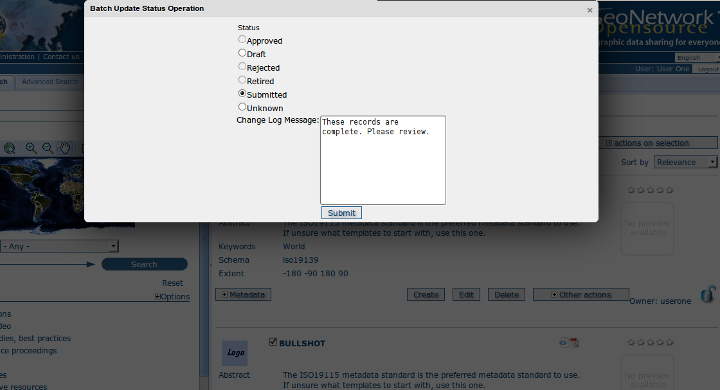 Batch Update Status Operation
×
Status
Approved
Draft
Rejected
Retired
Submitted
Unknown
Change Log Message:
These records are
complete. Please review.
Submit
eoNetwork
pensource
graphic data sharing for everyone
inistration | Contact us
English
User: User One
Logout
ch
Advanced Search
actions on selection
Sort by
Relevance
No preview
available
- Any -
Search
Reset
Options
ons
deo
dies, best practices
ce proceedings
ve resources
Abstract
The ISO19115 metadata standard is the preferred metadata standard to use.
If unsure what templates to start with, use this one.
Keywords
World
Schema
iso19139
Extent
-180 -90 180 90
Metadata
Create
Edit
Delete
Other actions
Owner: userone
Logo
BULLSHOT
Abstract
The ISO19115 metadata standard is the preferred metadata standard to use.
If unsure what templates to start with, use this one.
No preview
available